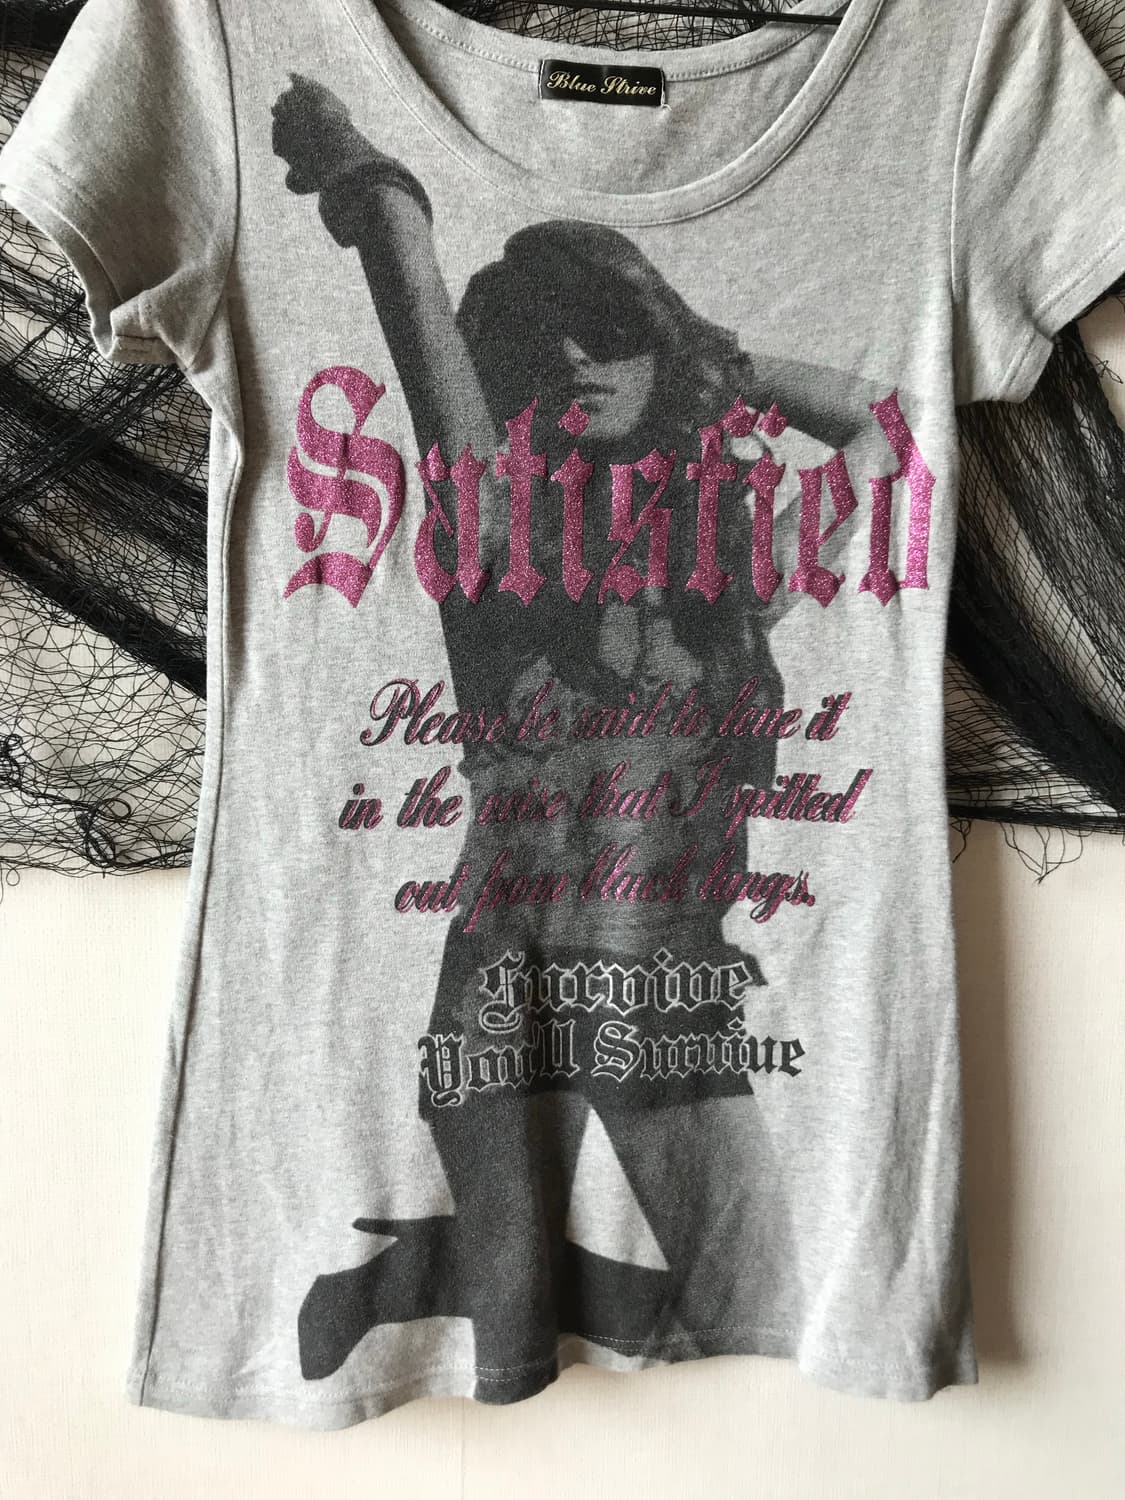 Blue Strive
Satisfied
Please be said to love it
in the voice that I spitted
out from black lungs.
Survive
You'll Survive